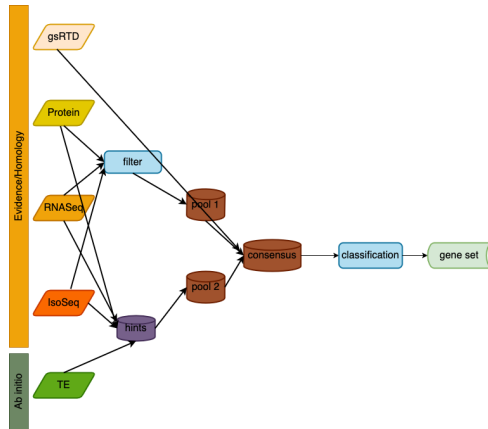 Evidence/Homology
gsRTD
Protein
RNASeq
IsoSeq
filter
pool 1
pool 2
hints
consensus
classification
gene set
Ab initio
TE